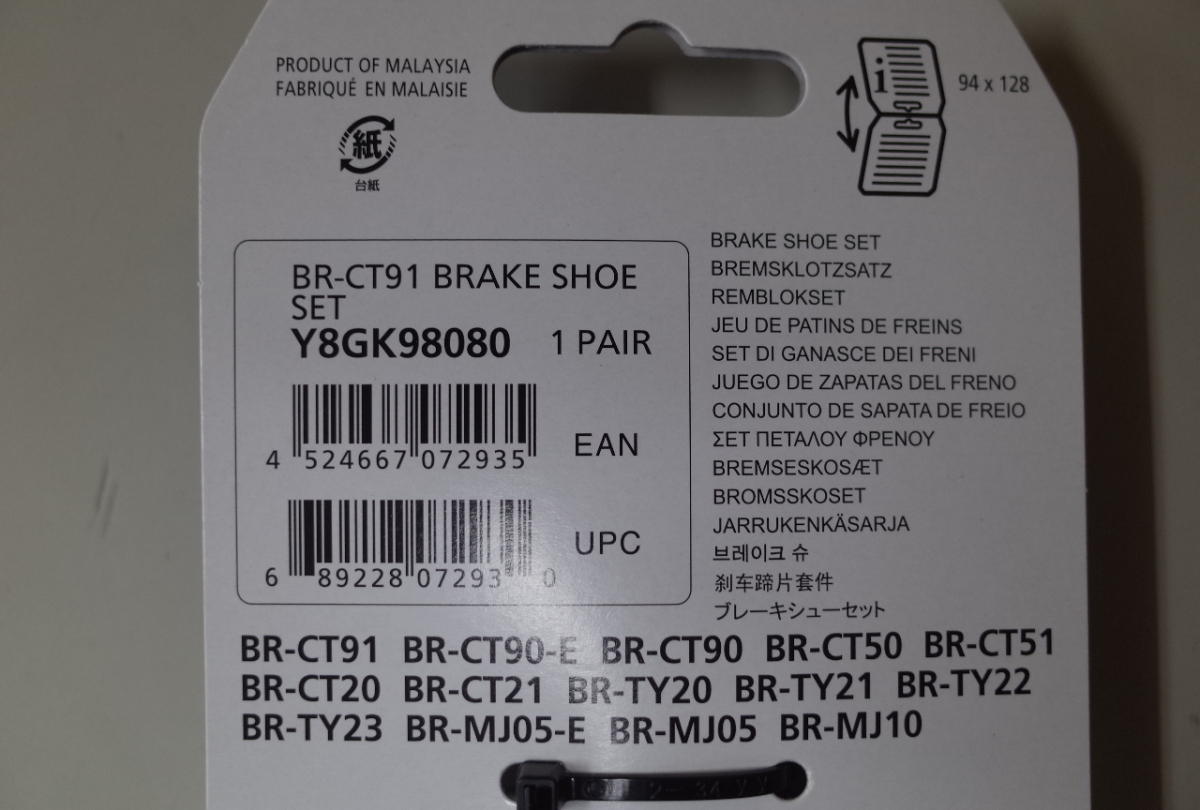 PRODUCT OF MALAYSIA
FABRIQUÉ EN MALAISIE
紙
台紙
i
94 x 128
BR-CT91 BRAKE SHOE
SET
Y8GK98080 1 PAIR
4 524667 072935 EAN
6 89228 07293 0 UPC
BRAKE SHOE SET
BREMSKLOTZSATZ
REMBLOKSET
JEU DE PATINS DE FREINS
SET DI GANASCE DEI FRENI
JUEGO DE ZAPATAS DEL FRENO
CONJUNTO DE SAPATA DE FREIO
ΣΕΤ ΠΕΤΑΛΟΥ ΦΡΕΝΟΥ
BREMSESKOSÆT
BROMSSKOSET
JARRUKENKÄSARJA
브레이크 슈
刹车蹄片套件
ブレーキシューセット
BR-CT91 BR-CT90-E BR-CT90 BR-CT50 BR-CT51
BR-CT20 BR-CT21 BR-TY20 BR-TY21 BR-TY22
BR-TY23 BR-MJ05-E BR-MJ05 BR-MJ10